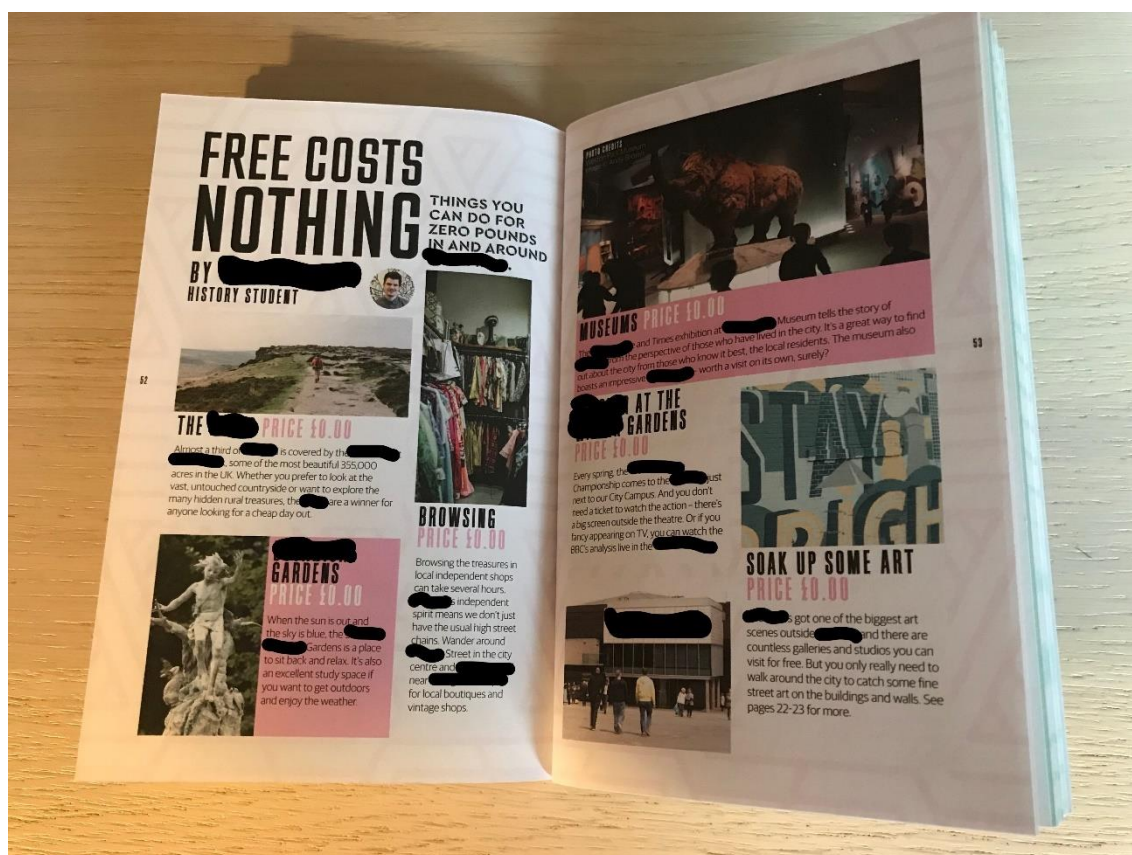 FREE COSTS
NOTHING
THINGS YOU
CAN DO FOR
ZERO POUNDS
IN AND AROUND
BY
HISTORY STUDENT
52
THE PRICE £0.00
Almost a third of is covered by the
, some of the most beautiful 355,000
acres in the UK. Whether you prefer to look at the
vast, untouched countryside or want to explore the
many hidden rural treasures, the are a winner for
anyone looking for a cheap day out.
GARDENS
PRICE £0.00
When the sun is out and
the sky is blue, the
Gardens is a place
to sit back and relax. It's also
an excellent study space if
you want to get outdoors
and enjoy the weather.
BROWSING
PRICE £0.00
Browsing the treasures in
local independent shops
can take several hours.
s independent
spirit means we don't just
have the usual high street
chains. Wander around
Street in the city
centre and
near
for local boutiques and
vintage shops.
PHOTO CREDITS
MUSEUMS PRICE £0.00
The and Times exhibition at Museum tells the story of
from the perspective of those who have lived in the city. It's a great way to find
out about the city from those who know it best, the local residents. The museum also
boasts an impressive - worth a visit on its own, surely?
53
AT THE
GARDENS
PRICE £0.00
Every spring, the
Championship comes to the just
next to our City Campus. And you don't
need a ticket to watch the action – there's
a big screen outside the theatre. Or if you
fancy appearing on TV, you can watch the
BBC's analysis live in the
STAY
SOAK UP SOME ART
PRICE £0.00
s got one of the biggest art
scenes outside and there are
countless galleries and studios you can
visit for free. But you only really need to
walk around the city to catch some fine
street art on the buildings and walls. See
pages 22-23 for more.